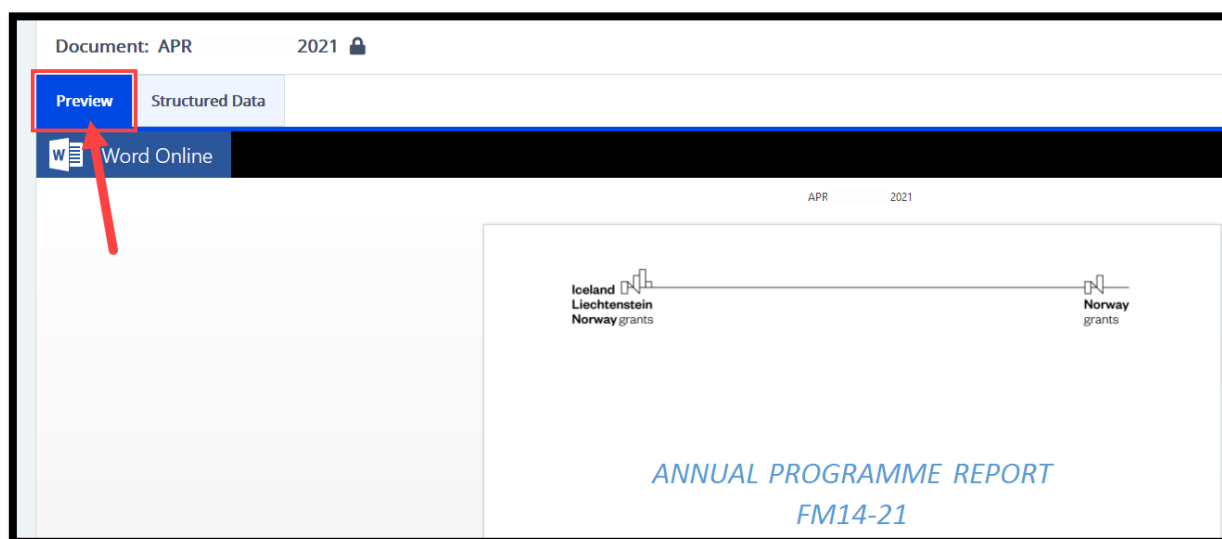 Document: APR 2021
Preview Structured Data
W Word Online
APR 2021
Iceland
Liechtenstein
Norway grants
Norway
grants
ANNUAL PROGRAMME REPORT
FM14-21